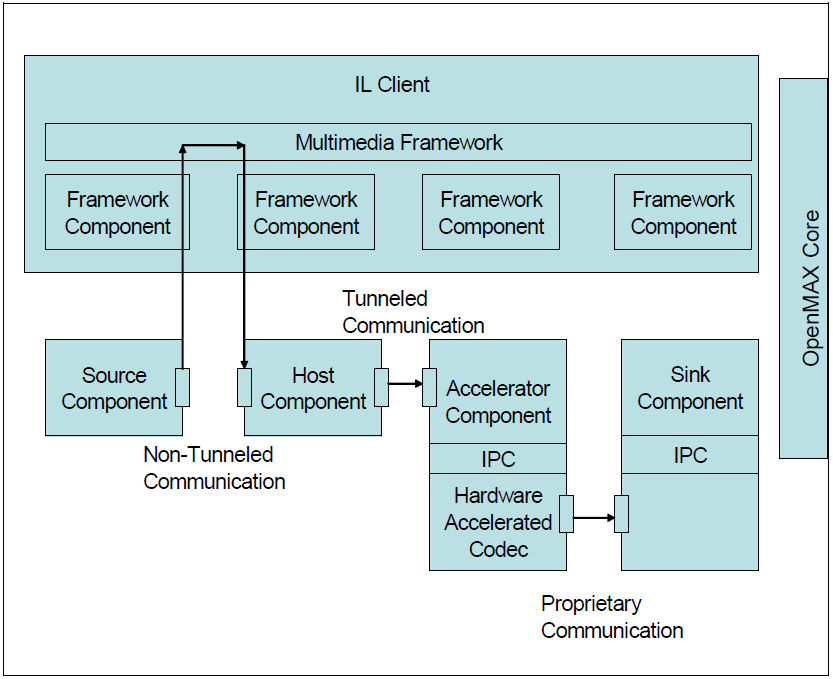 IL Client
Multimedia Framework
Framework
Component
Framework
Component
Framework
Component
Framework
Component
OpenMAX Core
Tunneled
Communication
Source
Component
Host
Component
Accelerator
Component
Sink
Component
Non-Tunneled
Communication
IPC
IPC
Hardware
Accelerated
Codec
Proprietary
Communication